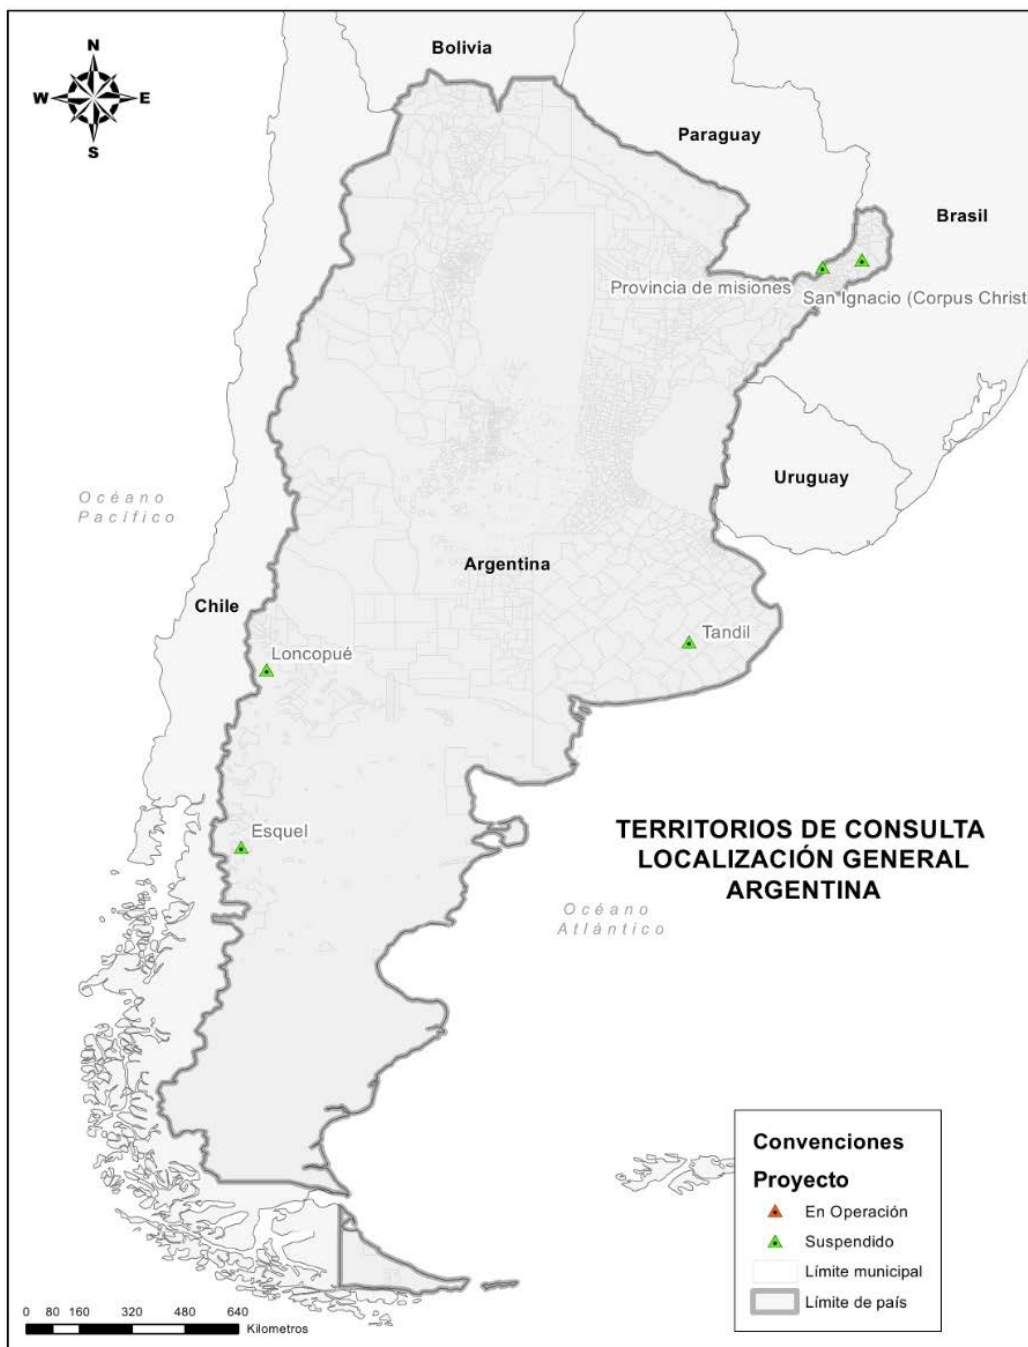 N
W E
S
Bolivia
Paraguay
Brasil
Provincia de misiones
San Ignacio (Corpus Christ
Uruguay
Océano
Pacífico
Argentina
Chile
Tandil
Loncopué
Esquel
TERRITORIOS DE CONSULTA
LOCALIZACIÓN GENERAL
ARGENTINA
Océano
Atlántico
Convenciones
Proyecto
En Operación
Suspendido
Límite municipal
Límite de país
0 80 160 320 480 640
Kilometros